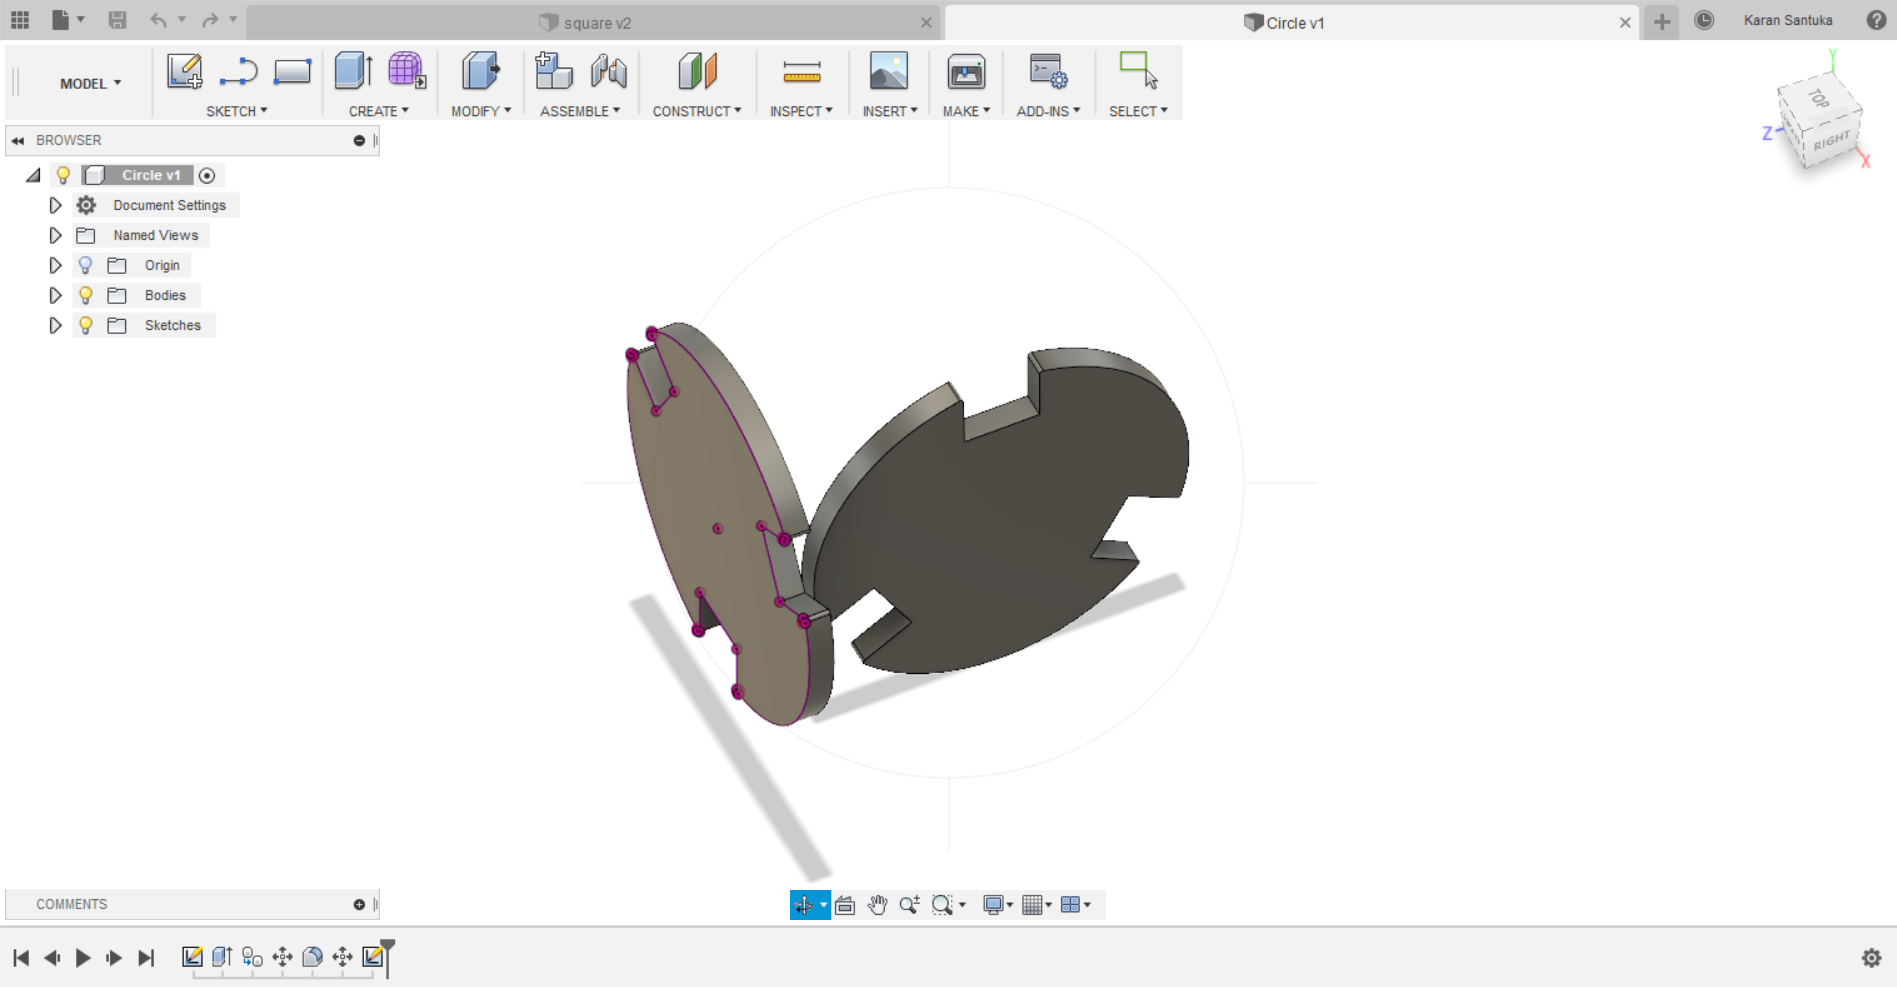 square v2
Circle v1
Karan Santuka
MODEL
SKETCH
CREATE
MODIFY
ASSEMBLE
CONSTRUCT
INSPECT
INSERT
MAKE
ADD-INS
SELECT
Y
TOP
Z
RIGHT
X
BROWSER
Circle v1
Document Settings
Named Views
Origin
Bodies
Sketches
COMMENTS